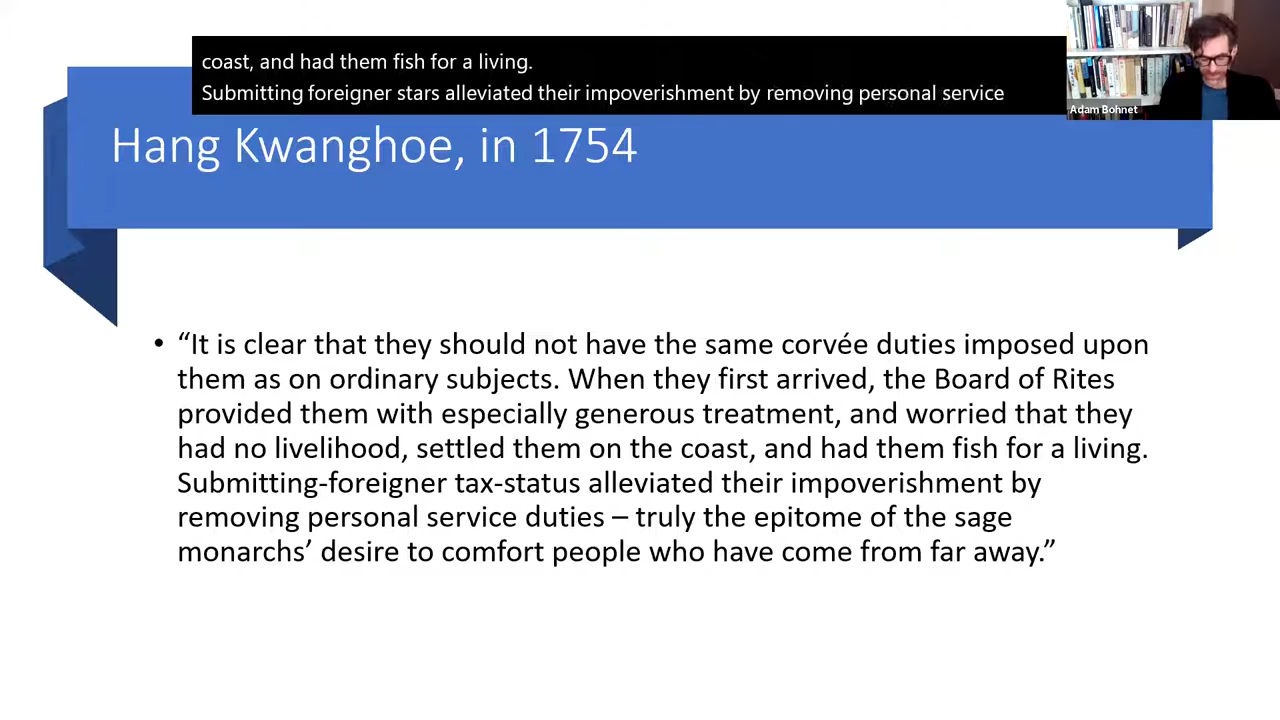 coast, and had them fish for a living.
Submitting foreigner stars alleviated their impoverishment by removing personal service
Adam Bohnet
Hang Kwanghoe, in 1754
• “It is clear that they should not have the same corvée duties imposed upon
them as on ordinary subjects. When they first arrived, the Board of Rites
provided them with especially generous treatment, and worried that they
had no livelihood, settled them on the coast, and had them fish for a living.
Submitting-foreigner tax-status alleviated their impoverishment by
removing personal service duties – truly the epitome of the sage
monarchs’ desire to comfort people who have come from far away.”